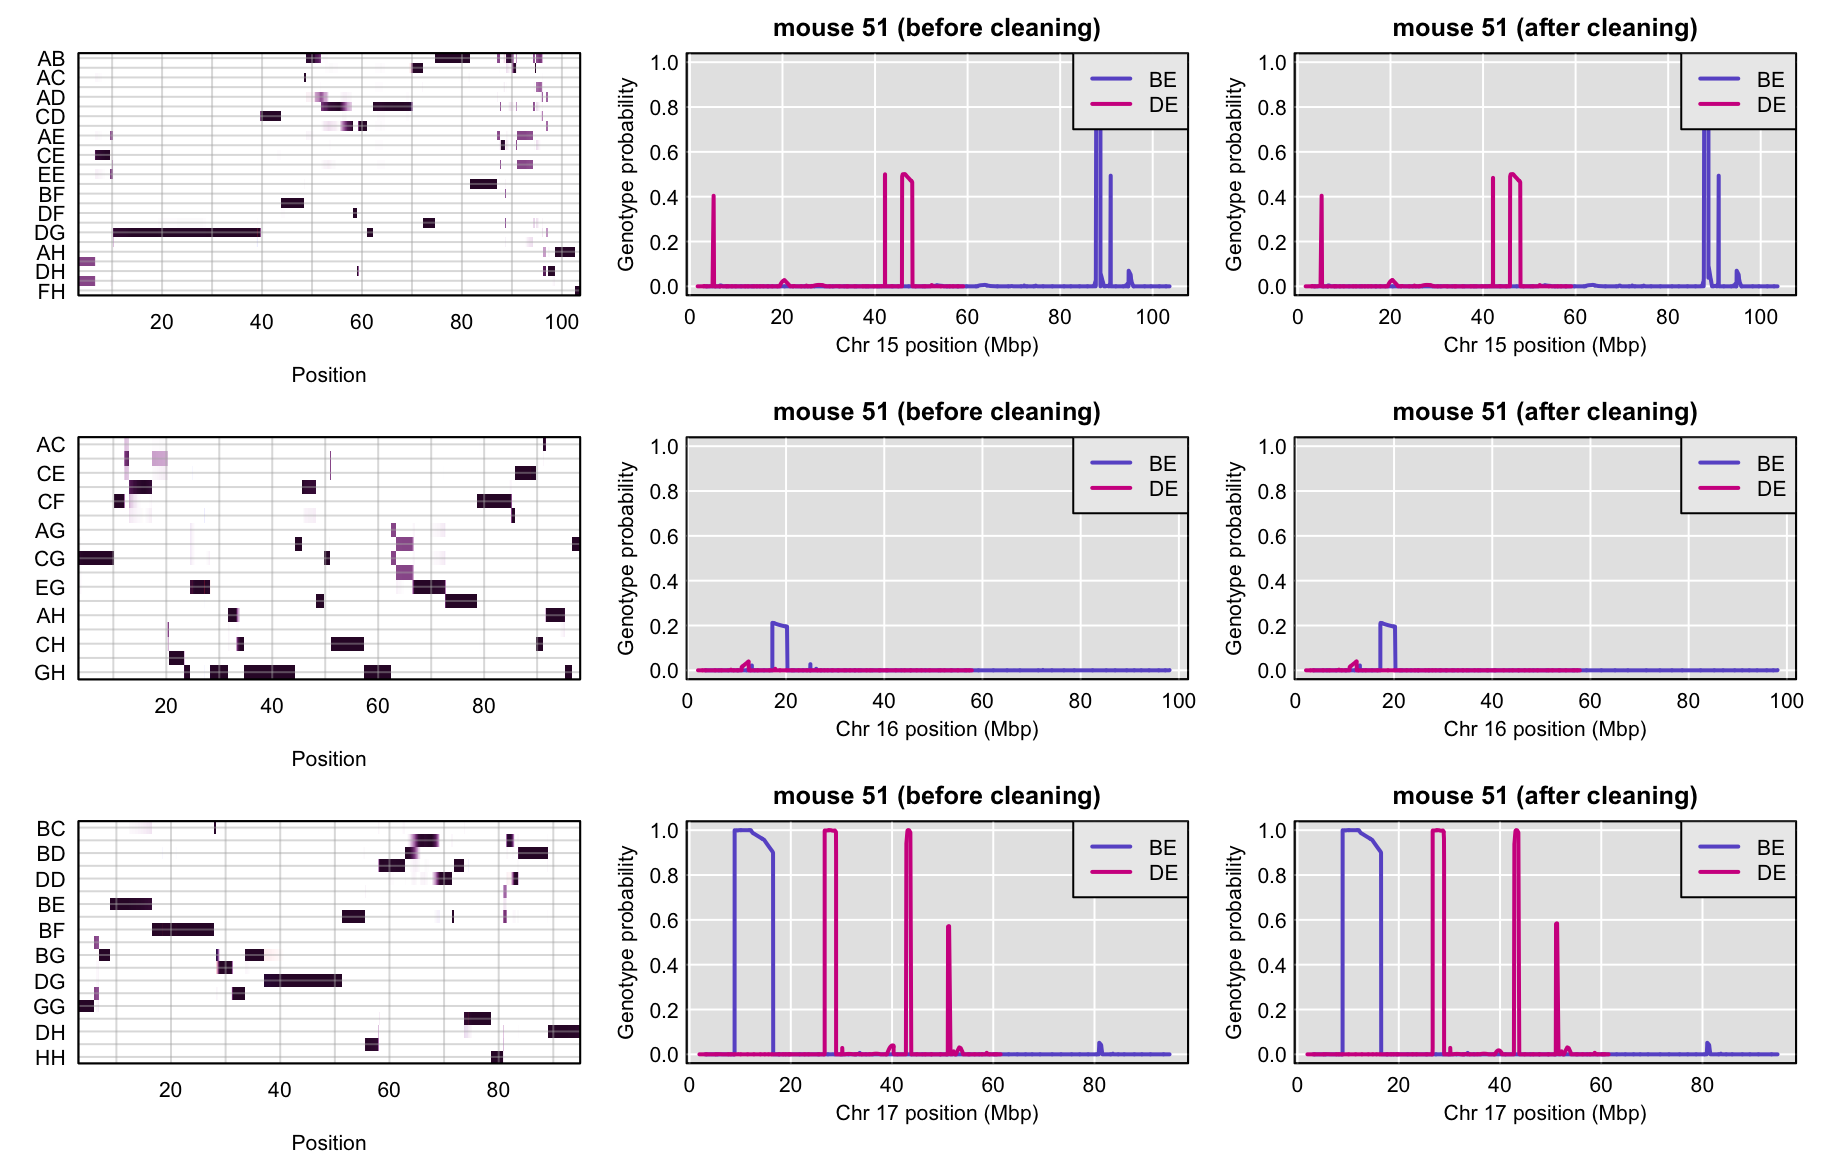 mouse 51 (before cleaning)
mouse 51 (after cleaning)
AB
AC
AD
CD
AE
CE
EE
BF
DF
DG
AH
DH
FH
20 40 60 80 100
Position
Genotype probability
1.0
0.8
0.6
0.4
0.2
0.0
BE
DE
0 20 40 60 80 100
Chr 15 position (Mbp)
Genotype probability
1.0
0.8
0.6
0.4
0.2
0.0
BE
DE
0 20 40 60 80 100
Chr 15 position (Mbp)
mouse 51 (before cleaning)
mouse 51 (after cleaning)
AC
CE
CF
AG
CG
EG
AH
CH
GH
20 40 60 80
Position
Genotype probability
1.0
0.8
0.6
0.4
0.2
0.0
BE
DE
0 20 40 60 80 100
Chr 16 position (Mbp)
Genotype probability
1.0
0.8
0.6
0.4
0.2
0.0
BE
DE
0 20 40 60 80 100
Chr 16 position (Mbp)
mouse 51 (before cleaning)
mouse 51 (after cleaning)
BC
BD
DD
BE
BF
BG
DG
GG
DH
HH
20 40 60 80
Position
Genotype probability
1.0
0.8
0.6
0.4
0.2
0.0
BE
DE
0 20 40 60 80
Chr 17 position (Mbp)
Genotype probability
1.0
0.8
0.6
0.4
0.2
0.0
BE
DE
0 20 40 60 80
Chr 17 position (Mbp)